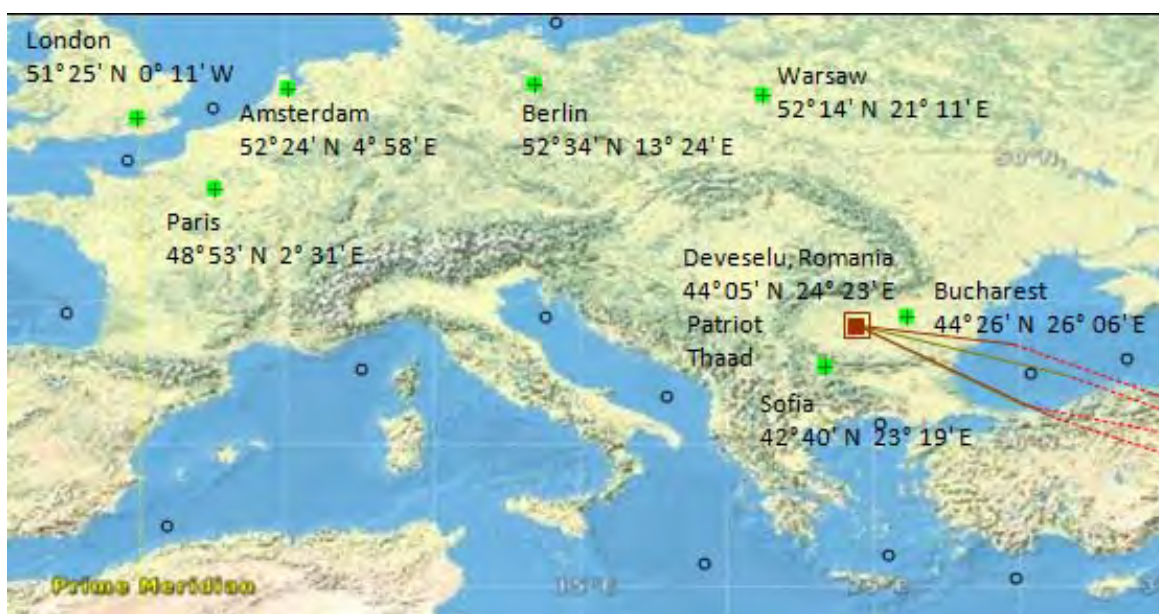 London
51° 25' N 0° 11' W
Amsterdam
52° 24' N 4° 58' E
Berlin
52° 34' N 13° 24' E
Warsaw
52° 14' N 21° 11' E
Paris
48° 53' N 2° 31' E
Deveselu, Romania
44° 05' N 24° 23' E
Patriot
Thaad
Bucharest
44° 26' N 26° 06' E
Sofia
42° 40' N 23° 19' E
Prime Meridian
15°E
25°E